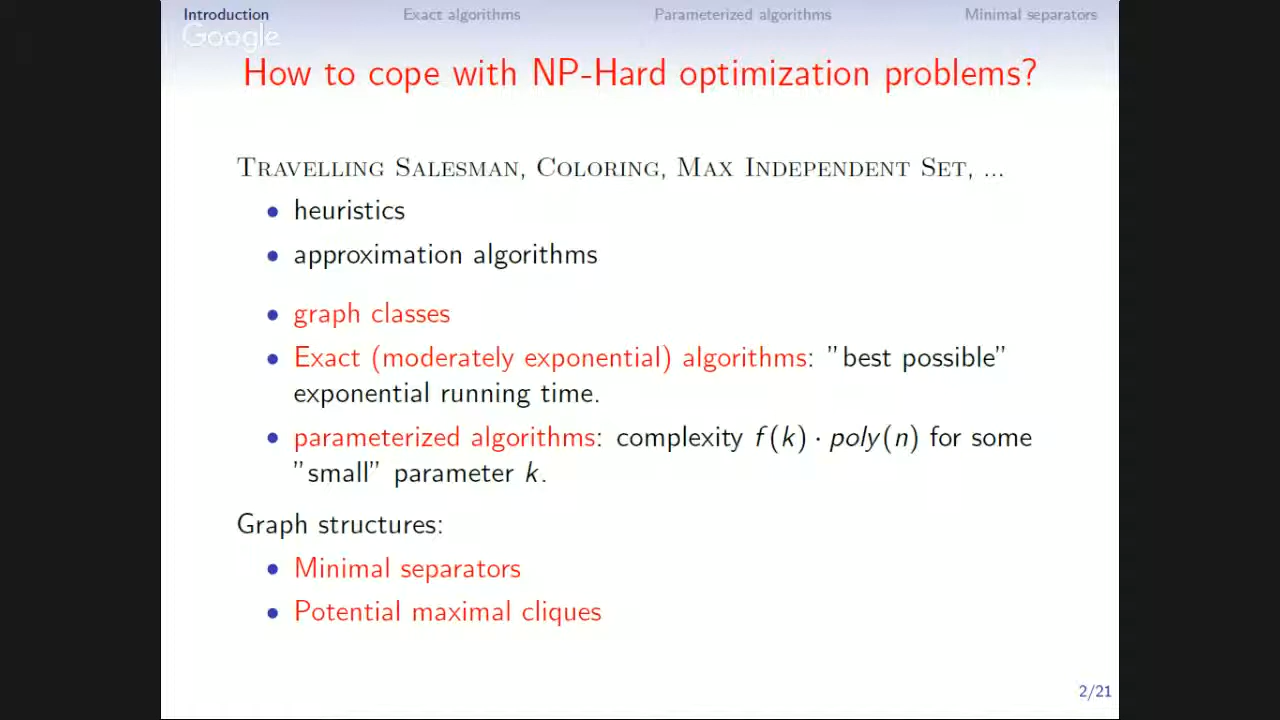 Introduction Exact algorithms Parameterized algorithms Minimal separators
Google
How to cope with NP-Hard optimization problems?
Travelling Salesman, Coloring, Max Independent Set, ...
• heuristics
• approximation algorithms
• graph classes
• Exact (moderately exponential) algorithms: ”best possible”
exponential running time.
• parameterized algorithms: complexity f(k) · poly(n) for some
”small” parameter k.
Graph structures:
• Minimal separators
• Potential maximal cliques
2/21